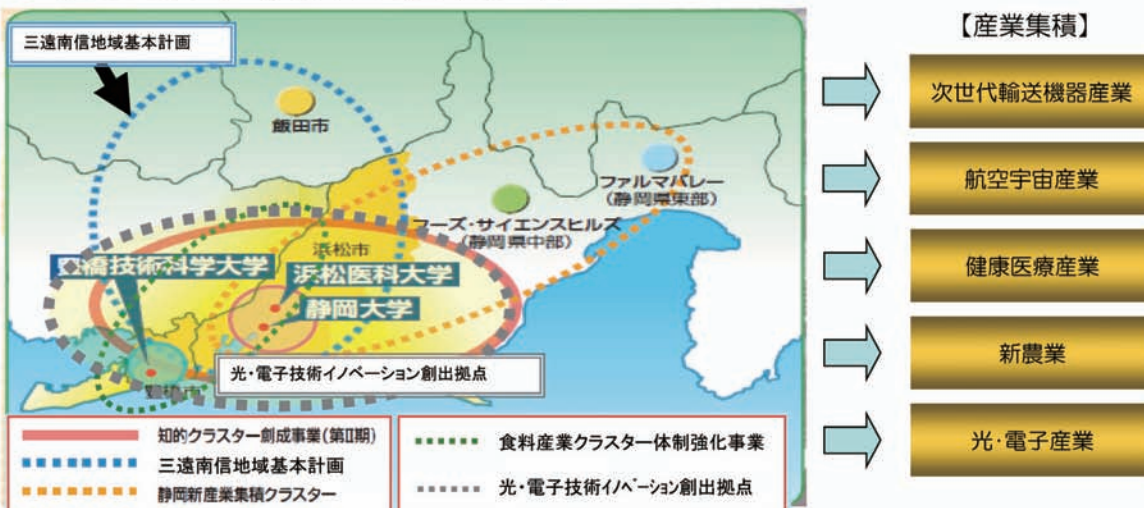 三遠南信地域基本計画
飯田市
ファルマバレー
(静岡県東部)
フーズ・サイエンスヒルズ
(静岡県中部)
浜松市
橋技術科学大学
浜松医科大学
静岡大学
光・電子技術イノベーション創出拠点
豊橋市
知的クラスター創成事業(第Ⅱ期)
三遠南信地域基本計画
静岡新産業集積クラスター
食料産業クラスター体制強化事業
光・電子技術イノベーション創出拠点
【産業集積】
次世代輸送機器産業
航空宇宙産業
健康医療産業
新農業
光・電子産業